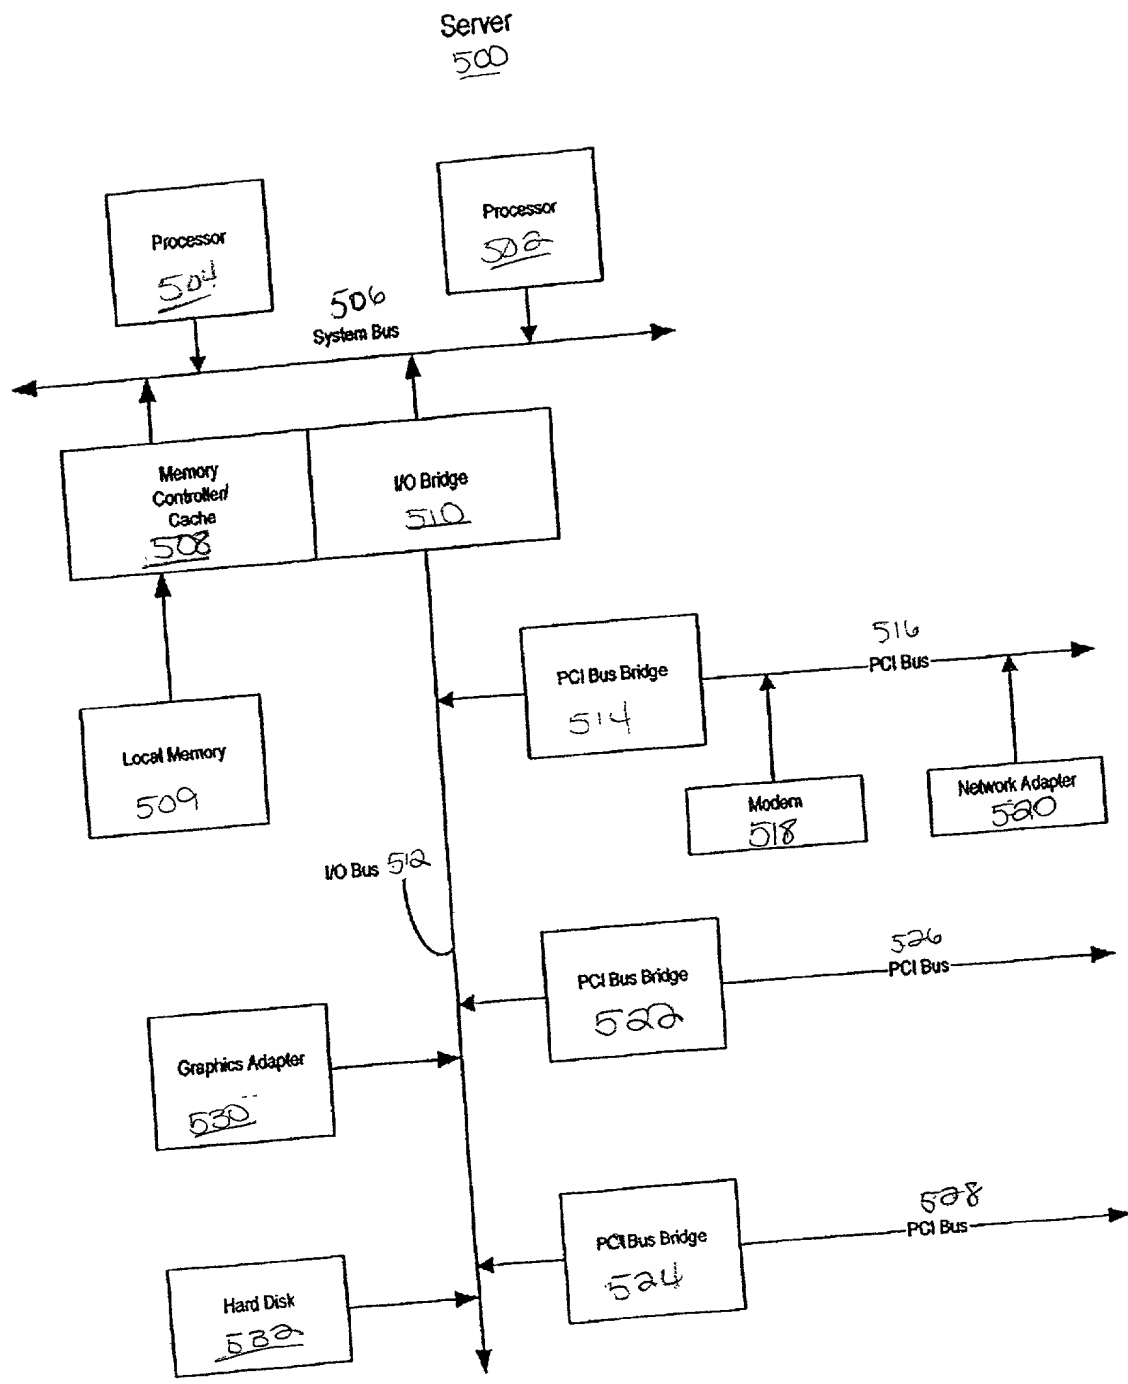 Server
500
Processor
504
Processor
502
506
System Bus
Memory
Controller/
Cache
508
I/O Bridge
510
Local Memory
509
PCI Bus Bridge
514
516
PCI Bus
Modem
518
Network Adapter
520
I/O Bus 512
PCI Bus Bridge
522
526
PCI Bus
Graphics Adapter
530
PCI Bus Bridge
524
528
PCI Bus
Hard Disk
532